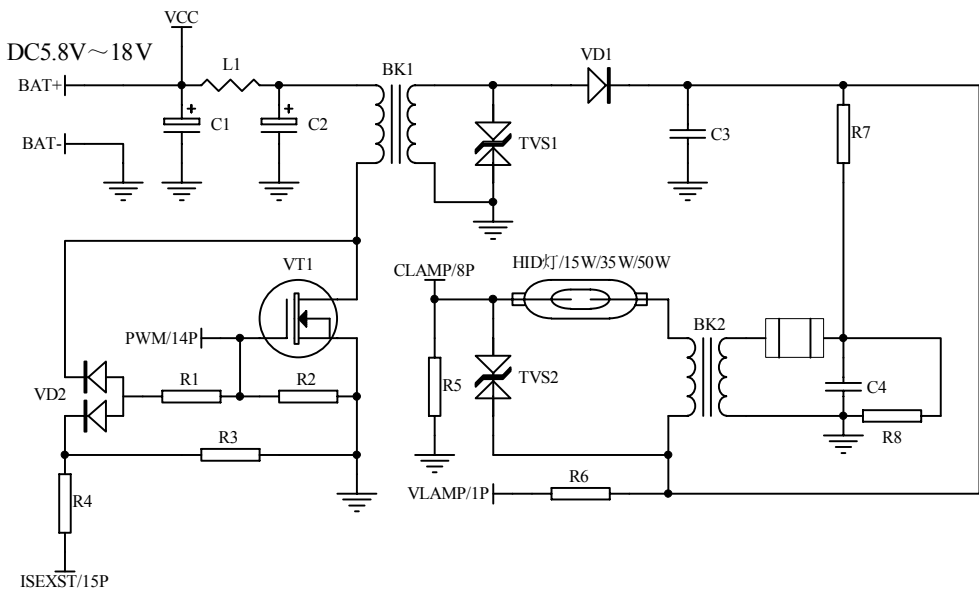 VCC
DC5.8V～18V
L1
BK1
VD1
BAT+
C1
C2
TVS1
C3
R7
BAT-
VT1
CLAMP/8P
HID灯/15W/35W/50W
BK2
PWM/14P
R1
R2
R5
TVS2
C4
VD2
R3
R8
R4
VLAMP/1P
R6
ISEXST/15P